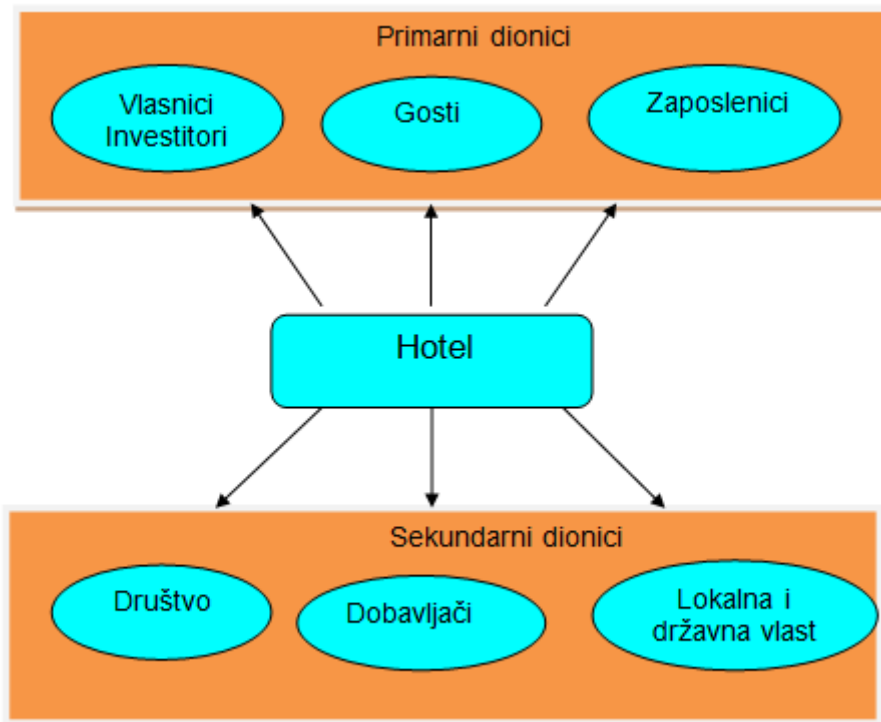 Primarni dionici
Vlasnici
Investitori
Gosti
Zaposlenici
Hotel
Sekundarni dionici
Društvo
Dobavljači
Lokalna i
državna vlast